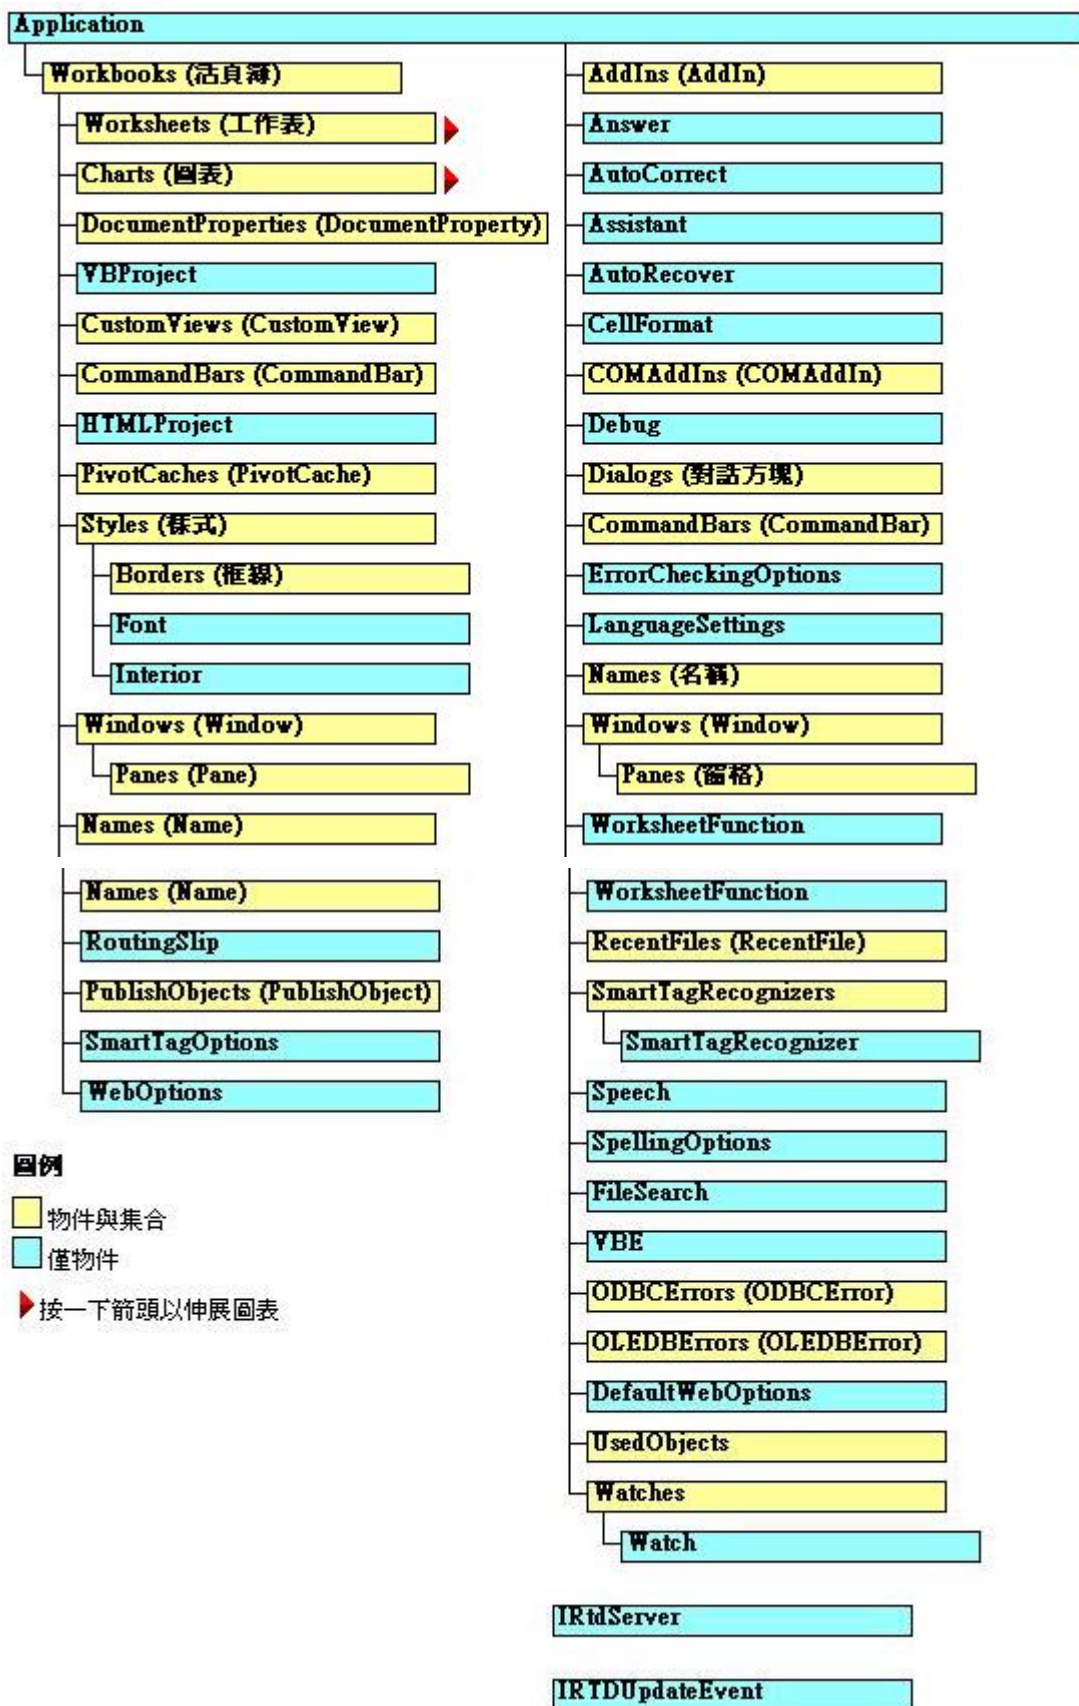 Application
Workbooks (活頁簿)
Worksheets (工作表)
Charts (圖表)
DocumentProperties (DocumentProperty)
VBProject
CustomViews (CustomView)
CommandBars (CommandBar)
HTMLProject
PivotCaches (PivotCache)
Styles (樣式)
Borders (框線)
Font
Interior
Windows (Window)
Panes (Pane)
Names (Name)
Names (Name)
RoutingSlip
PublishObjects (PublishObject)
SmartTagOptions
WebOptions
圖例
物件與集合
僅物件
按一下箭頭以伸展圖表
AddIns (AddIn)
Answer
AutoCorrect
Assistant
AutoRecover
CellFormat
COMAddIns (COMAddIn)
Debug
Dialogs (對話方塊)
CommandBars (CommandBar)
ErrorCheckingOptions
LanguageSettings
Names (名稱)
Windows (Window)
Panes (窗格)
WorksheetFunction
WorksheetFunction
RecentFiles (RecentFile)
SmartTagRecognizers
SmartTagRecognizer
Speech
SpellingOptions
FileSearch
VBE
ODBCErrors (ODBCError)
OLEDBErrors (OLEDBError)
DefaultWebOptions
UsedObjects
Watches
Watch
IRtdServer
IRTDUpdateEvent